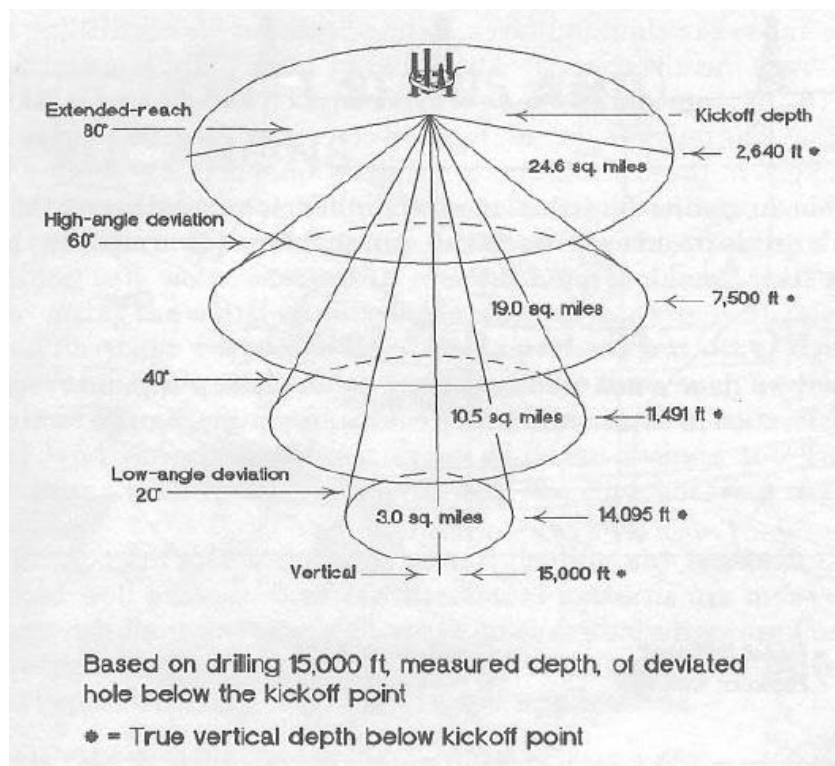 Extended-reach
80°
Kickoff depth
24.6 sq. miles
2,640 ft *
High-angle deviation
60°
19.0 sq. miles
7,500 ft *
40°
10.5 sq. miles
11,491 ft *
Low-angle deviation
20°
3.0 sq. miles
14,095 ft *
Vertical
15,000 ft *
Based on drilling 15,000 ft, measured depth, of deviated
hole below the kickoff point
* = True vertical depth below kickoff point